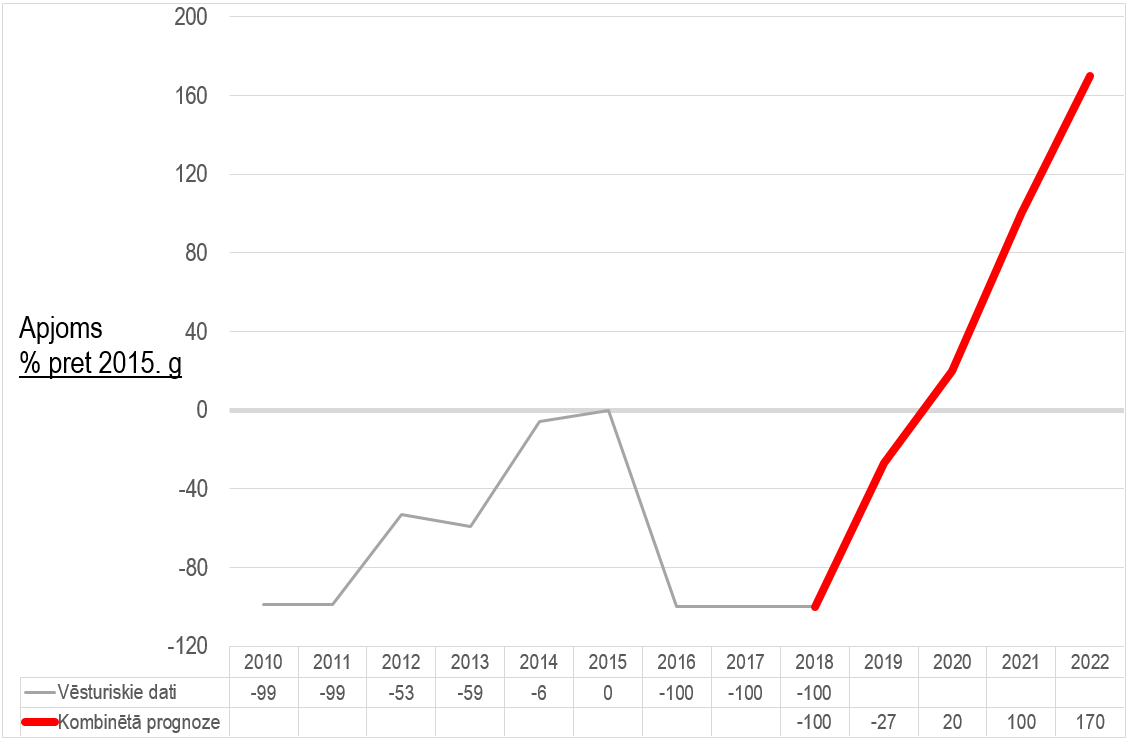 200
160
120
80
Apjoms
40
% pret 2015. g
0
-40
-80
-120
2010 2011 2012 2013 2014 2015 2016 2017 2018 2019 2020 2021 2022
Vēsturiskie dati -99 -99 -53 -59 -6 0 -100 -100 -100
Kombinētā prognoze -100 -27 20 100 170